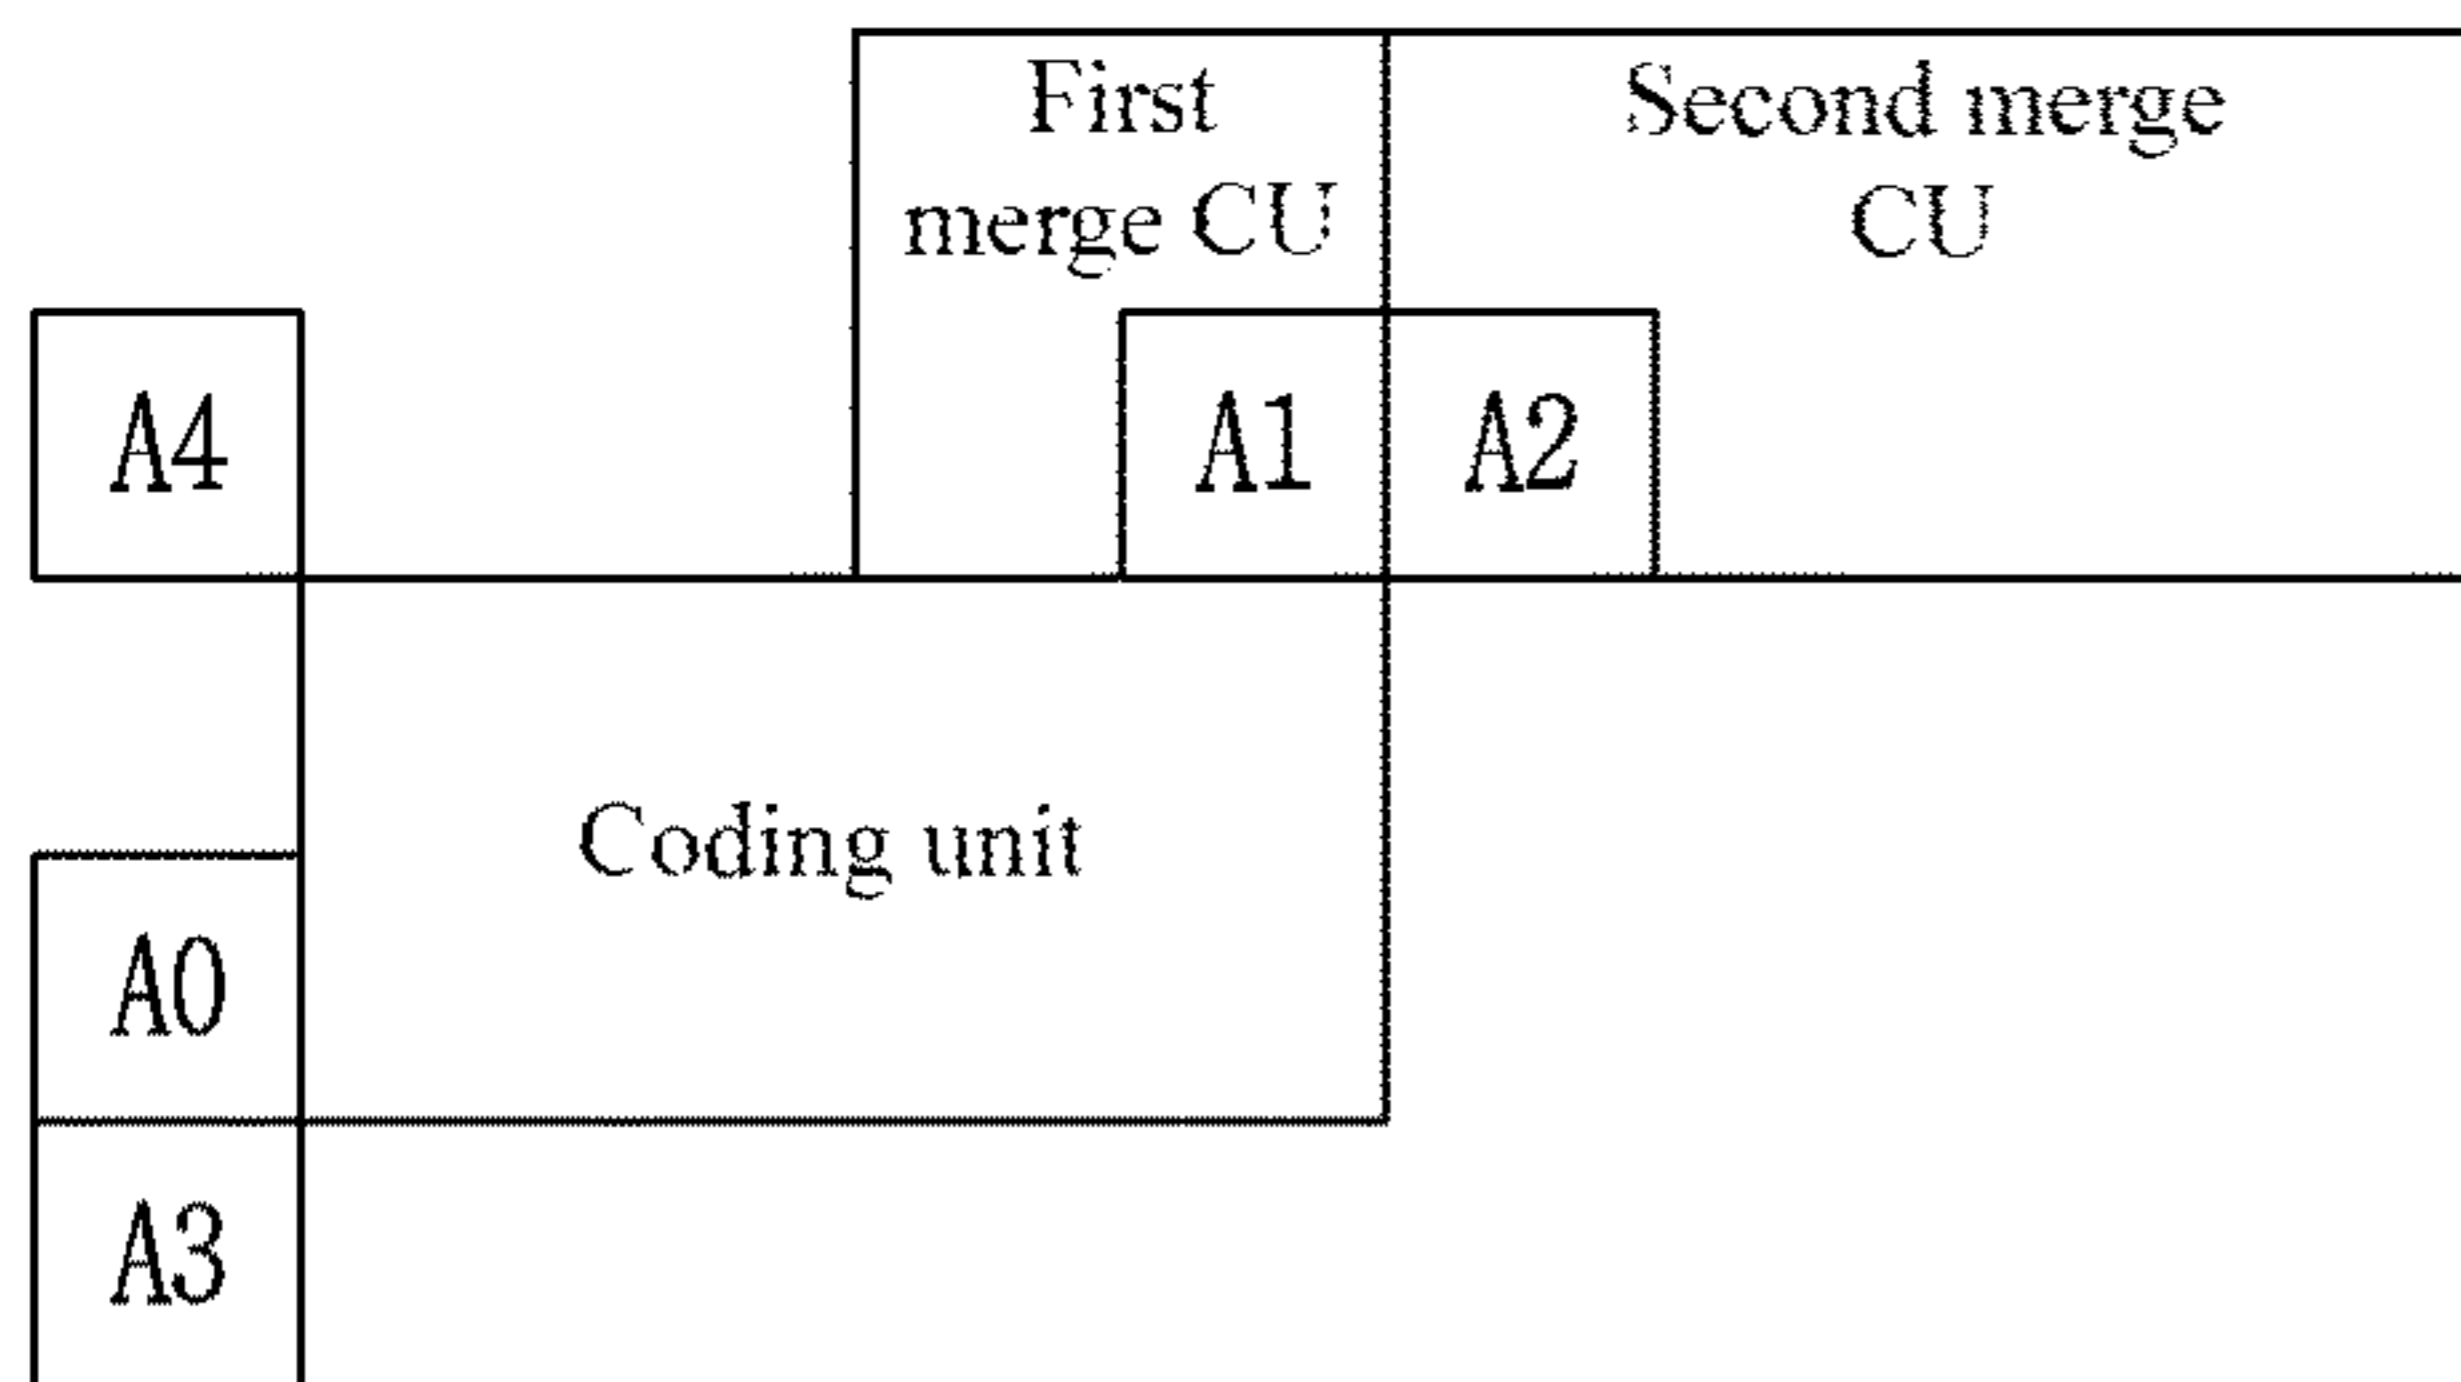 First
merge CU
Second merge
CU
A4
A1
A2
Coding unit
A0
A3